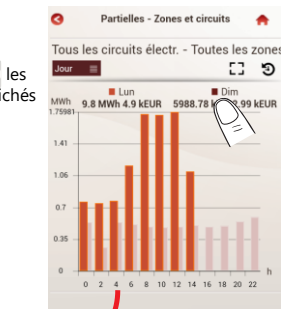 Partielles - Zones et circuits
les
Tous les circuits électr. - Toutes les zones
ichés
Jour
Lun
Dim
MWh
9.8 MWh 4.9 kEUR
5988.78 k
.99 kEUR
1.75981
1.41
1.06
0.7
0.35
0
h
0 2 4 6 8 10 12 14 16 18 20 22